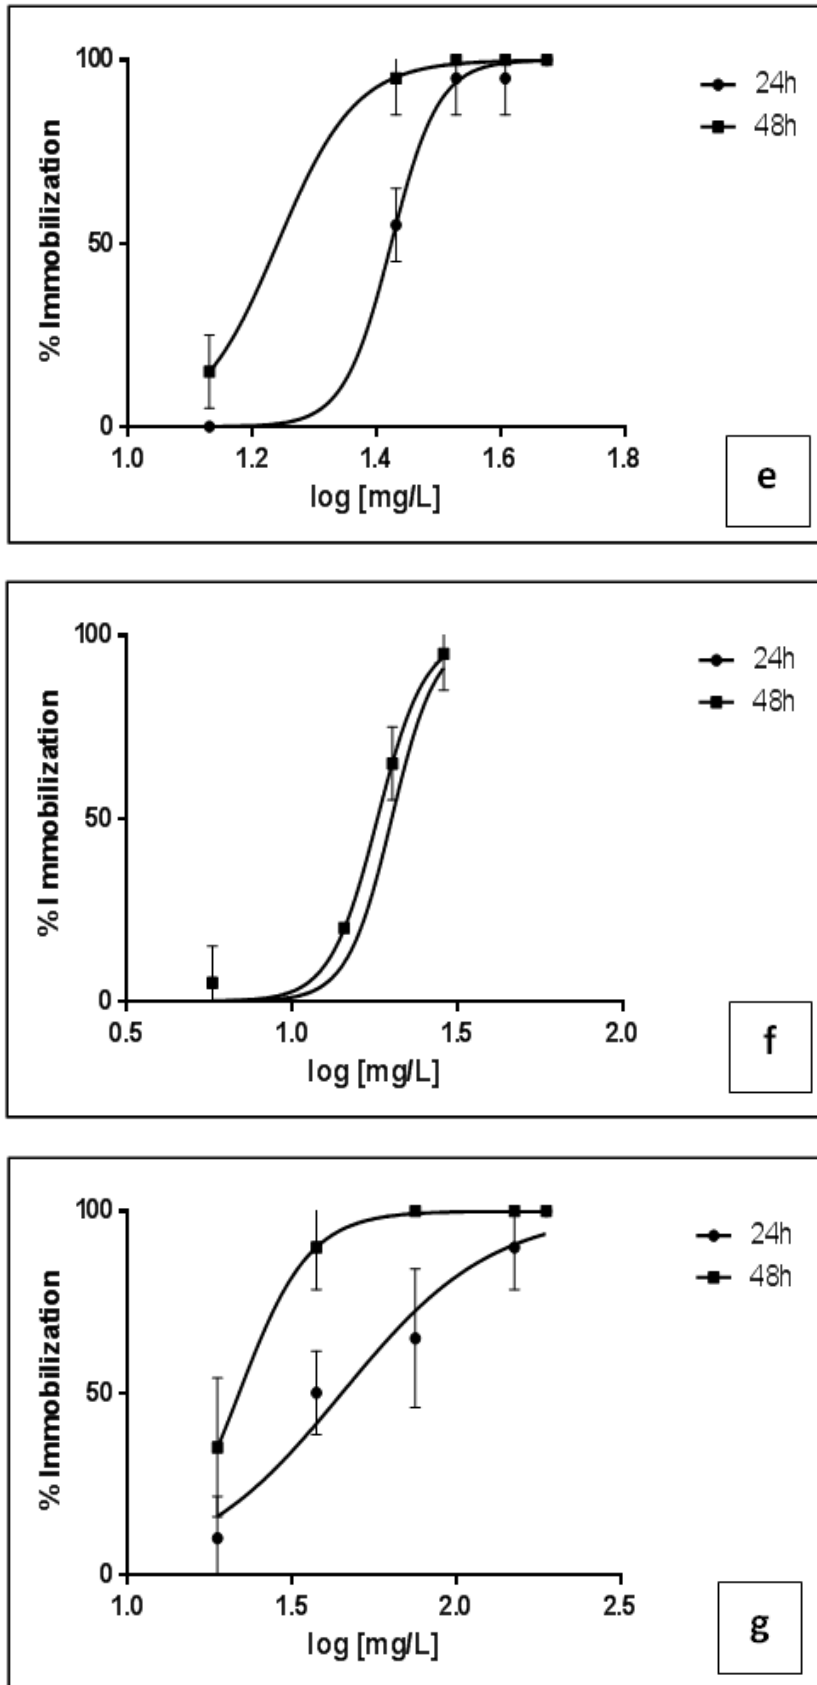 100
50
0
% Immobilization
1.0 1.2 1.4 1.6 1.8
log [mg/L]
24h
48h
e
100
50
0
% I mmobilization
0.5 1.0 1.5 2.0
log [mg/L]
24h
48h
f
100
50
0
% Immobilization
1.0 1.5 2.0 2.5
log [mg/L]
24h
48h
g